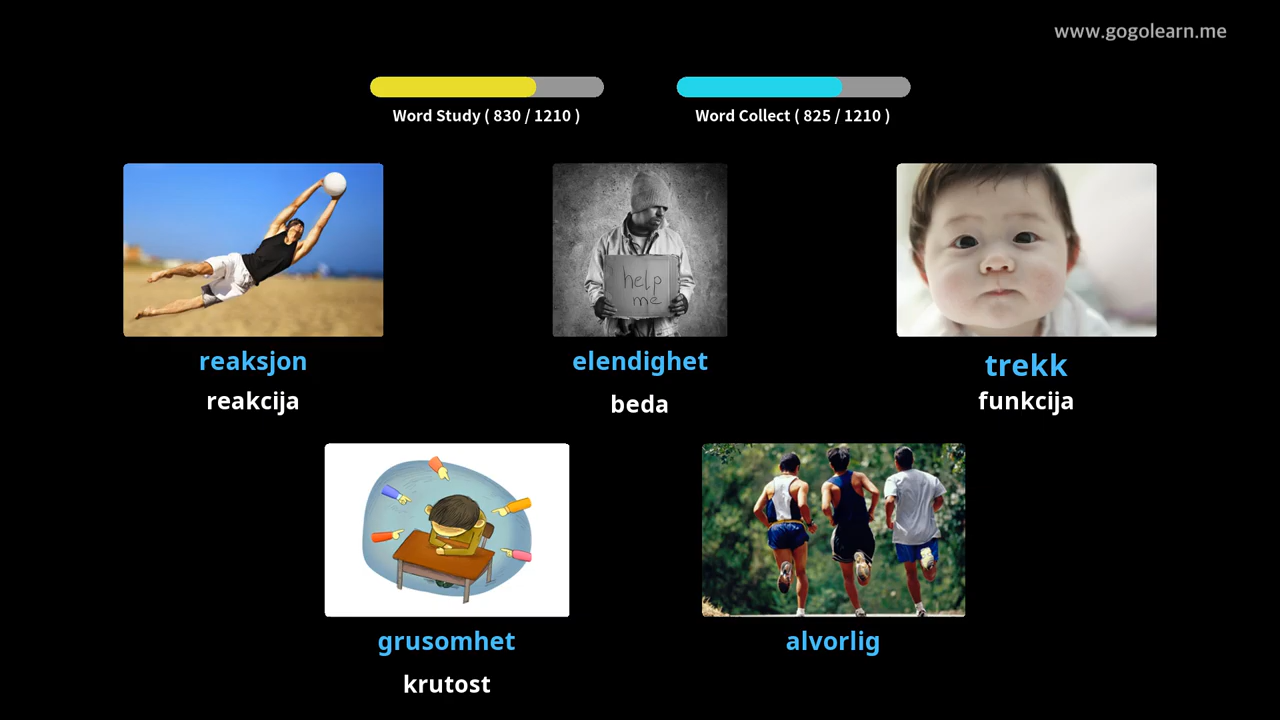 www.gogolearn.me
Word Study ( 830 / 1210 )
Word Collect ( 825 / 1210 )
help
me
reaksjon
elendighet
trekk
reakcija
beda
funkcija
grusomhet
alvorlig
krutost